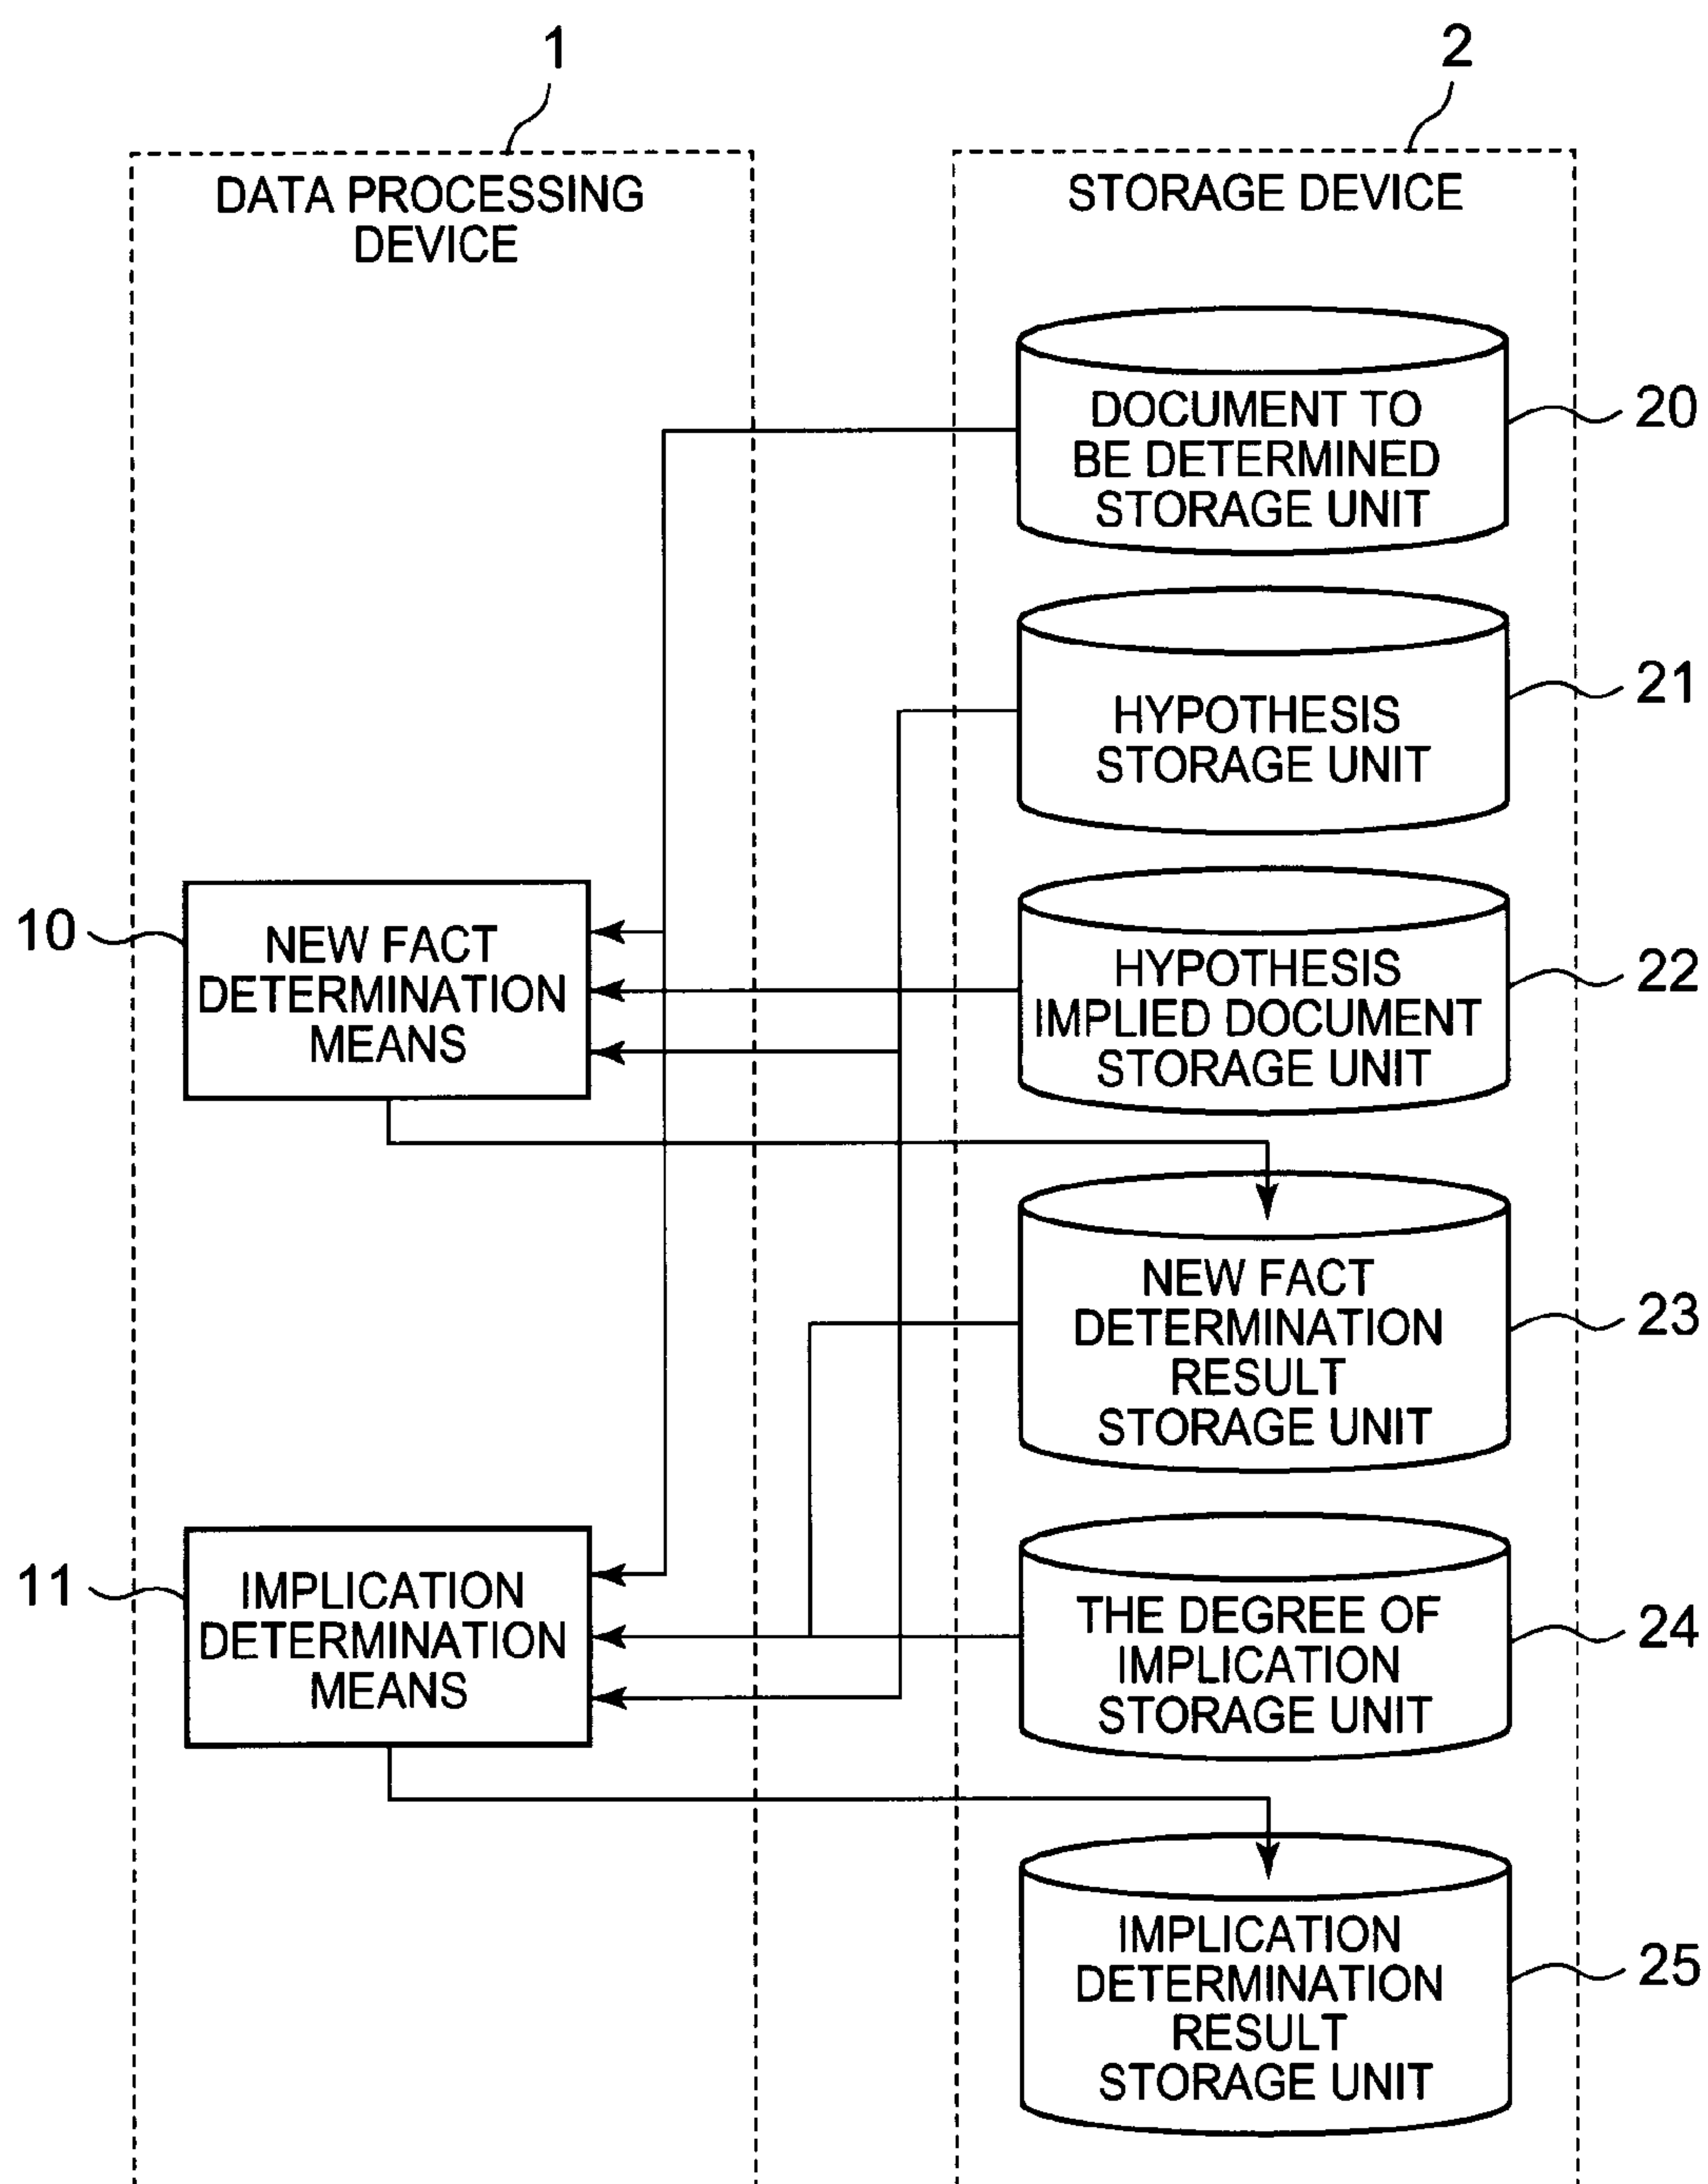 1
2
DATA PROCESSING
DEVICE
STORAGE DEVICE
DOCUMENT TO
BE DETERMINED
STORAGE UNIT
20
HYPOTHESIS
STORAGE UNIT
21
10
NEW FACT
DETERMINATION
MEANS
HYPOTHESIS
IMPLIED DOCUMENT
STORAGE UNIT
22
NEW FACT
DETERMINATION
RESULT
STORAGE UNIT
23
11
IMPLICATION
DETERMINATION
MEANS
THE DEGREE OF
IMPLICATION
STORAGE UNIT
24
IMPLICATION
DETERMINATION
RESULT
STORAGE UNIT
25